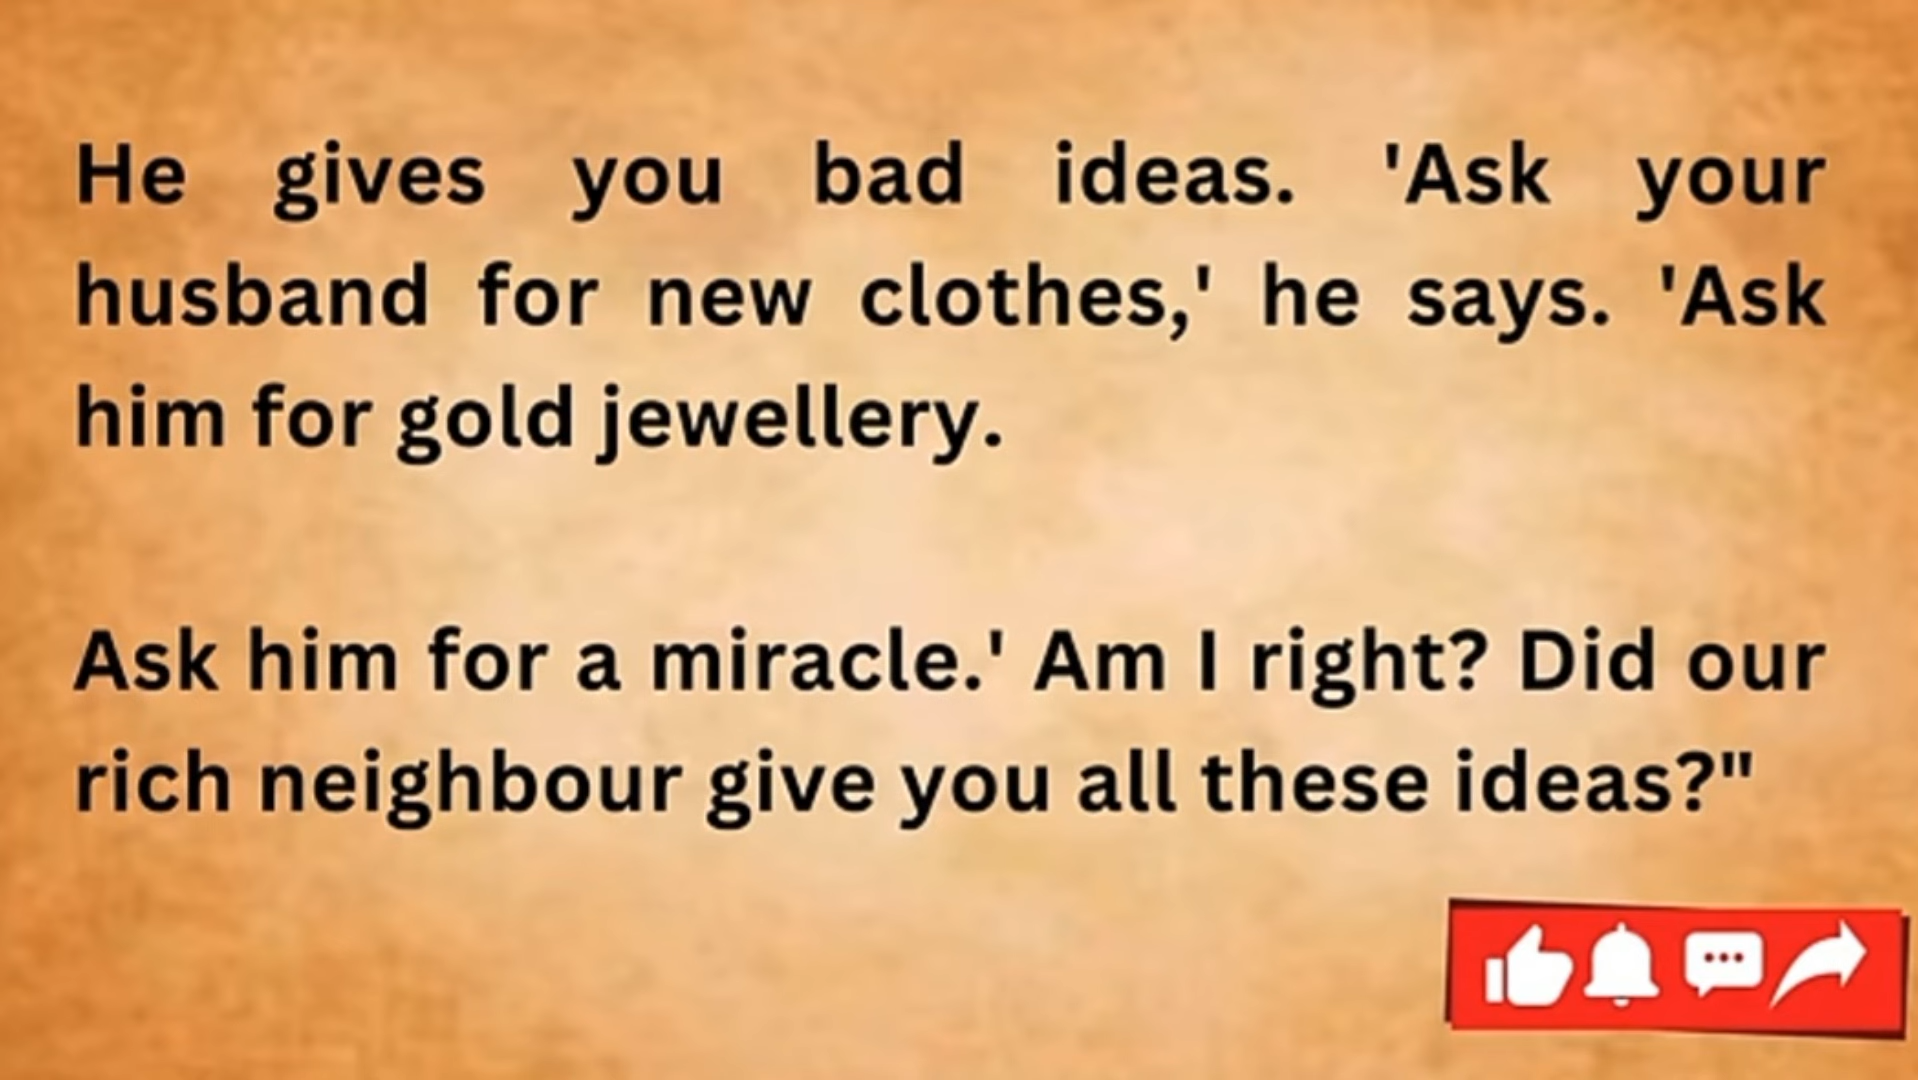 He gives you bad ideas. 'Ask your
husband for new clothes,' he says. 'Ask
him for gold jewellery.
Ask him for a miracle.' Am I right? Did our
rich neighbour give you all these ideas?"